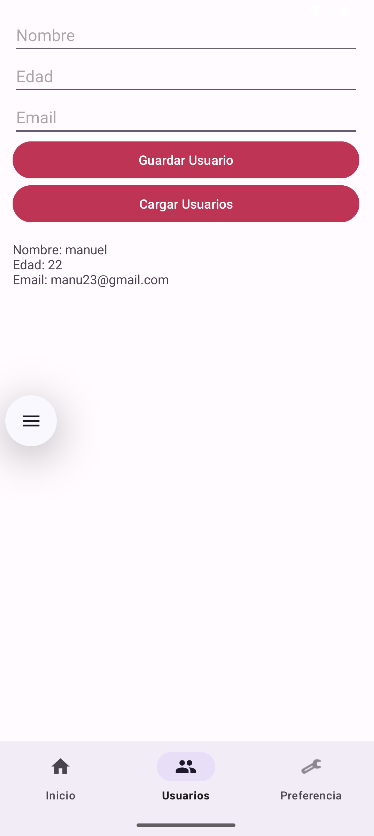 Nombre
Edad
Email
Guardar Usuario
Cargar Usuarios
Nombre: manuel
Edad: 22
Email: manu23@gmail.com
Inicio
Usuarios
Preferencia